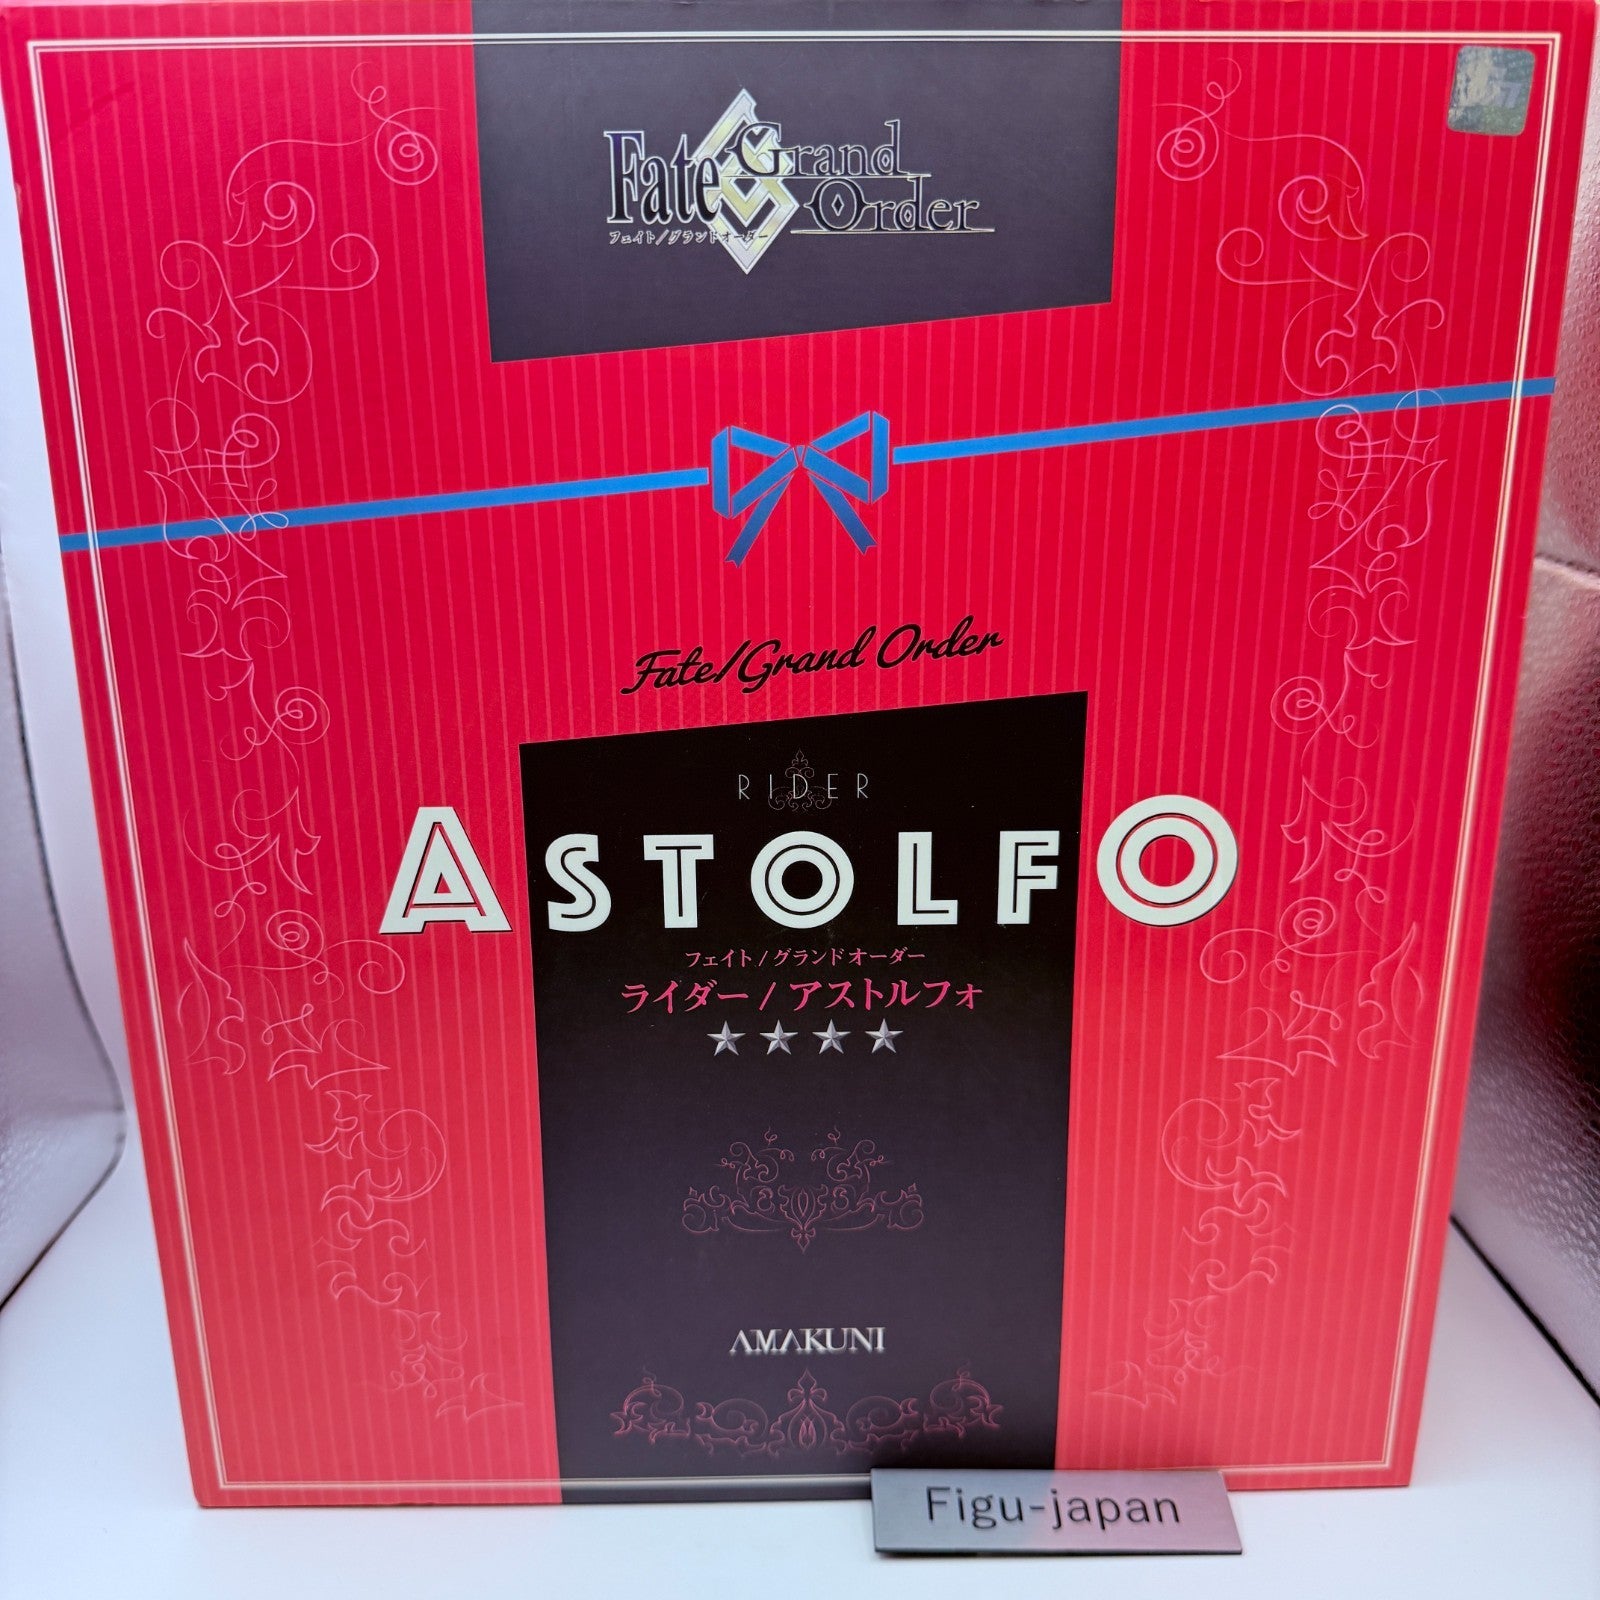 Fate Grand Order
フェイト/グランドオーダー
Fate/Grand Order
RIDER
ASTOLFO
フェイト/グランドオーダー
ライダー/アストルフォ
AMAKUNI
Figu-japan